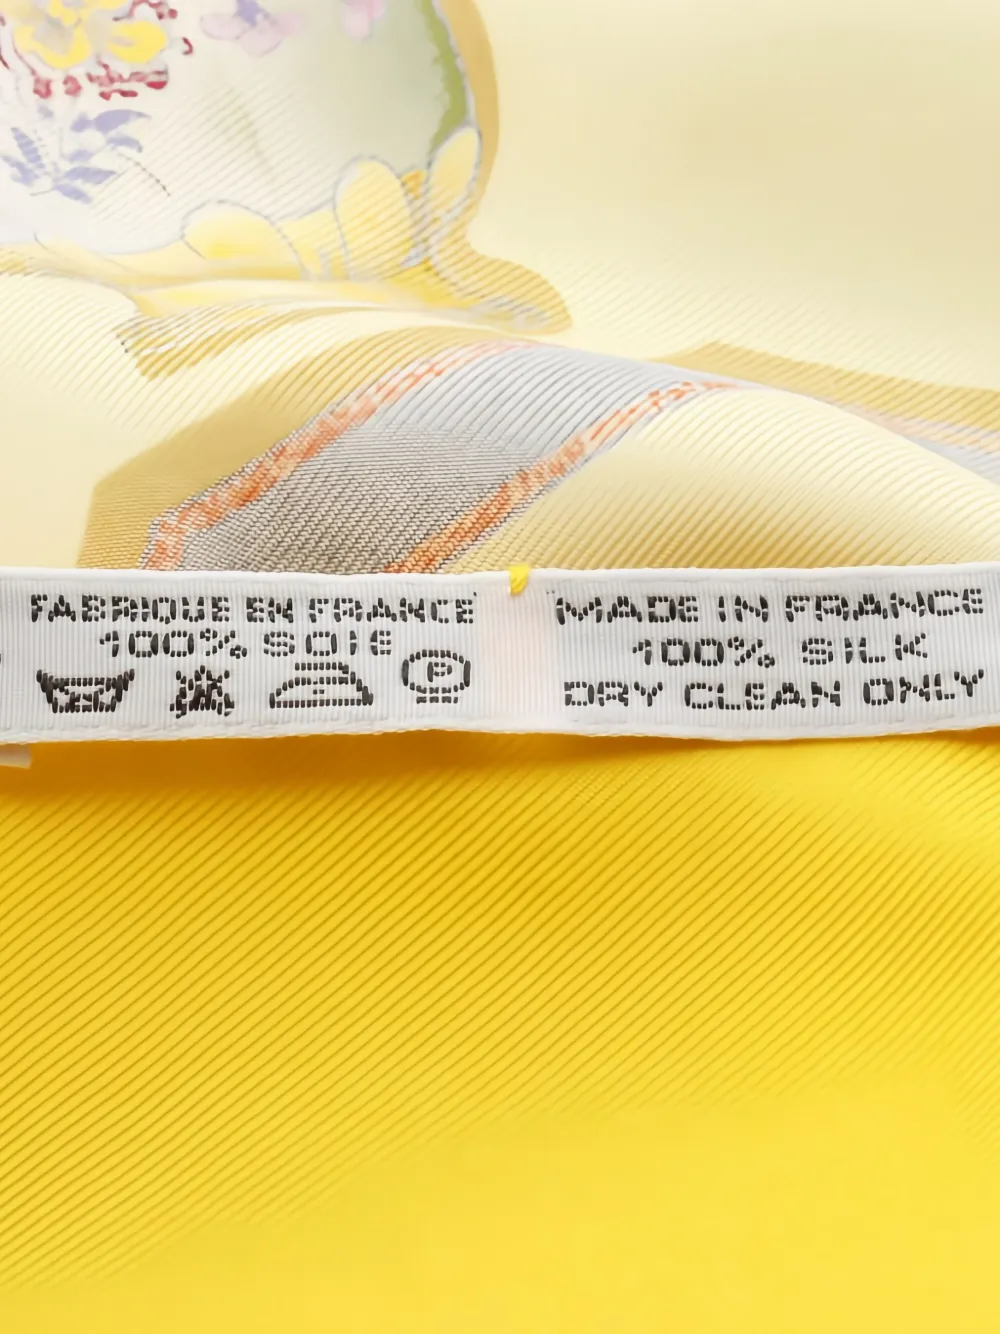 FABRIQUE EN FRANCE
100% SOIE
P
MADE IN FRANCE
100% SILK
DRY CLEAN ONLY